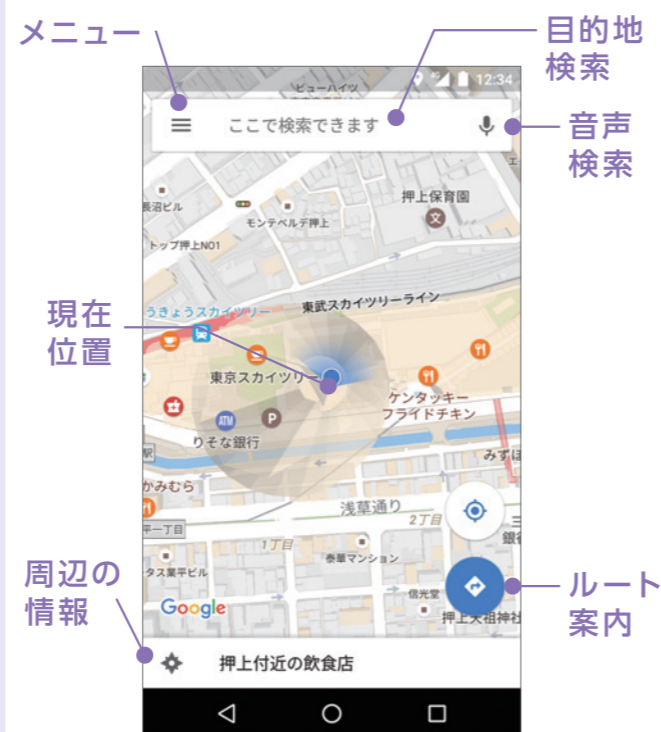 メニュー
目的地
検索
ビューハイツ
12:34
ここで検索できます
音声
検索
長沼ビル
モンテベルデ押上
押上保育園
文
トップ押上NO1
現在
位置
うきょうスカイツリー
東武スカイツリーライン
東京スカイツリー
ケンタッキー
フライドチキン
ATM
P
りそな銀行
駅
みずほ
かみむら
浅草通り
2丁目
三
銀行
平一丁目
1丁目
泰華マンション
周辺の
情報
タス業平ビル
信光堂
ルート
案内
Google
押上天祖神社
押上付近の飲食店